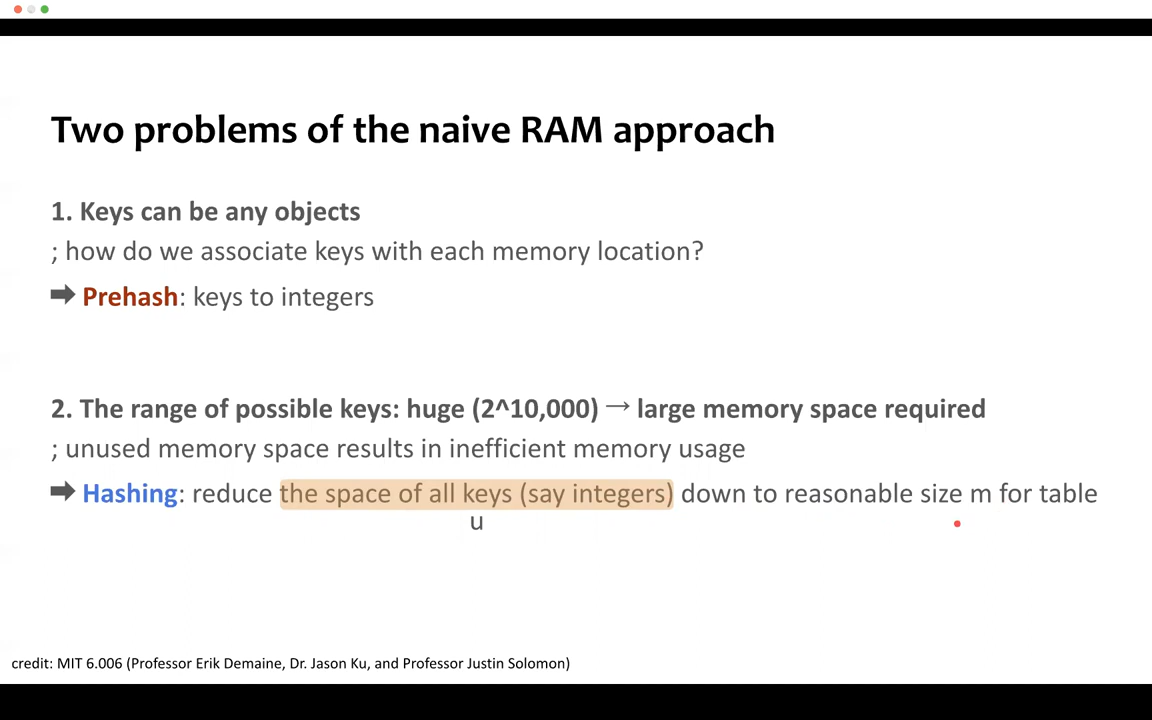 Two problems of the naive RAM approach
1. Keys can be any objects
; how do we associate keys with each memory location?
➡ Prehash: keys to integers
2. The range of possible keys: huge (2^10,000) → large memory space required
; unused memory space results in inefficient memory usage
➡ Hashing: reduce the space of all keys (say integers) down to reasonable size m for table
u
credit: MIT 6.006 (Professor Erik Demaine, Dr. Jason Ku, and Professor Justin Solomon)